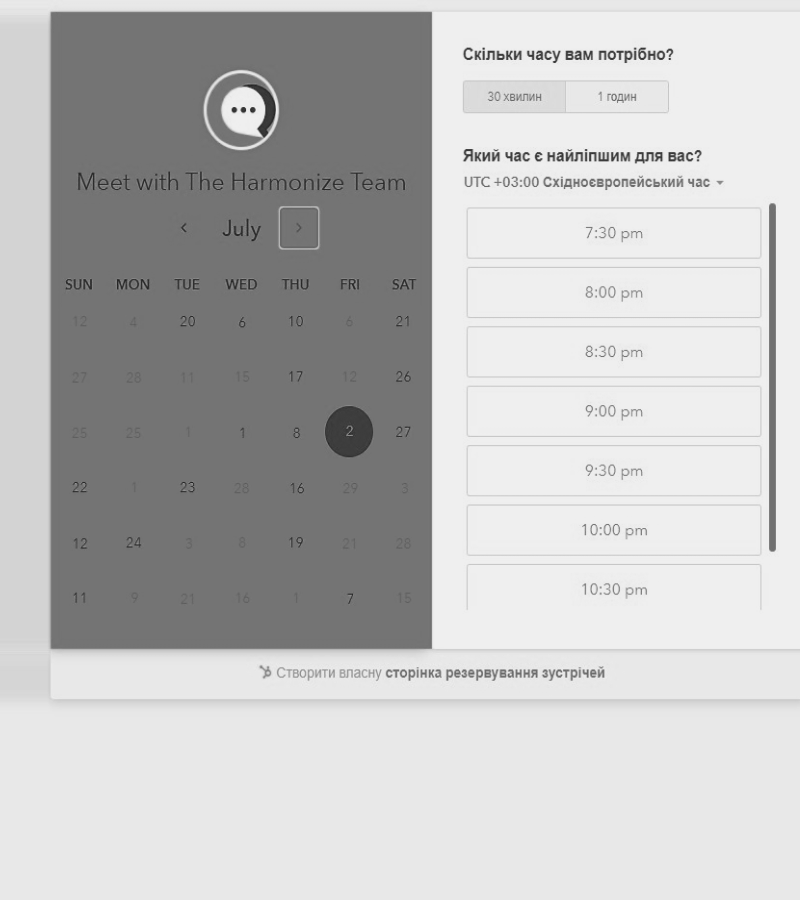 Meet with The Harmonize Team
July
SUN MON TUE WED THU FRI SAT
12 4 20 6 10 6 21
27 28 11 15 17 12 26
25 25 1 1 8 2 27
22 1 23 28 16 29 3
12 24 3 8 19 21 28
11 9 21 16 1 7 15
Скільки часу вам потрібно?
30 хвилин 1 годин
Який час є найліпшим для вас?
UTC +03:00 Східноєвропейський час
7:30 pm
8:00 pm
8:30 pm
9:00 pm
9:30 pm
10:00 pm
10:30 pm
Створити власну сторінка резервування зустрічей